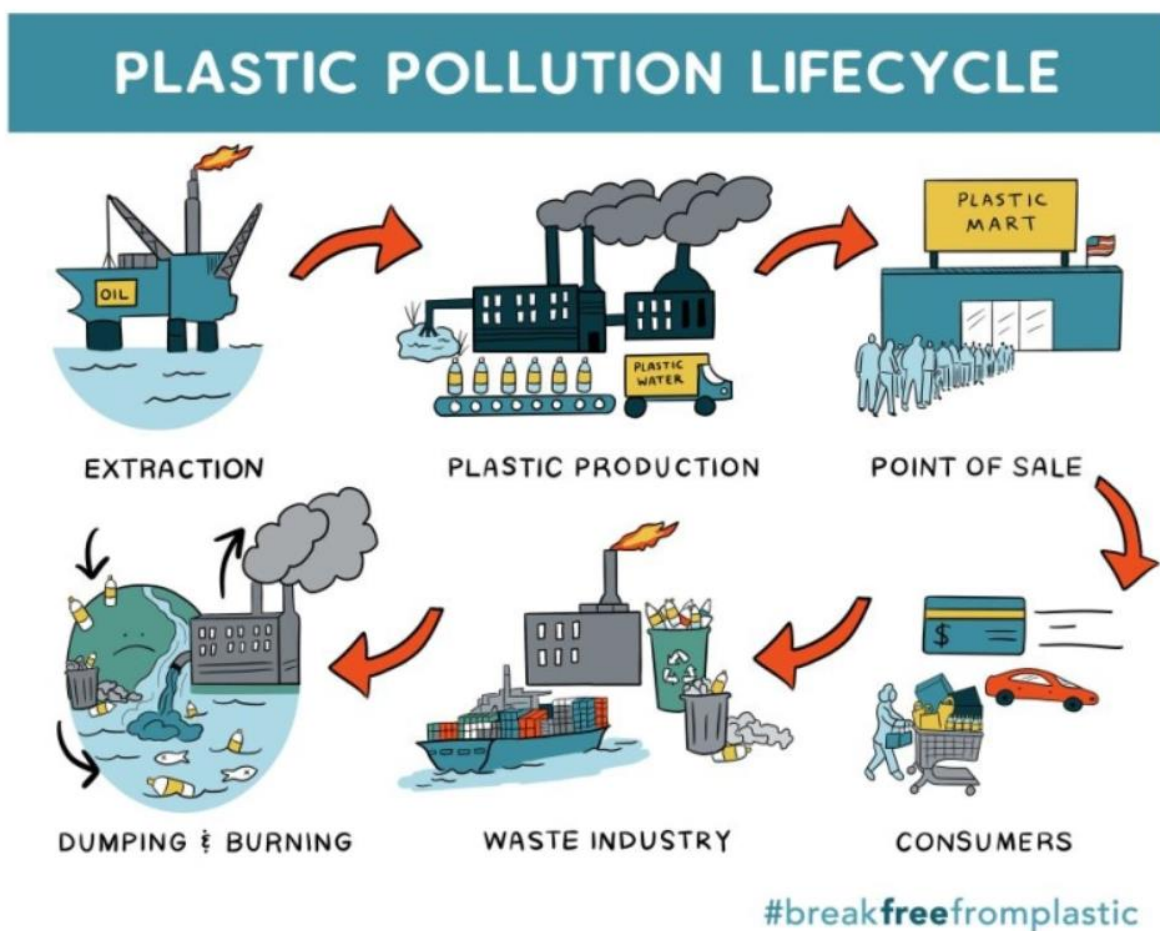 PLASTIC POLLUTION LIFECYCLE
OIL
PLASTIC
WATER
PLASTIC
MART
EXTRACTION
PLASTIC PRODUCTION
POINT OF SALE
$
DUMPING & BURNING
WASTE INDUSTRY
CONSUMERS
#breakfreefromplastic